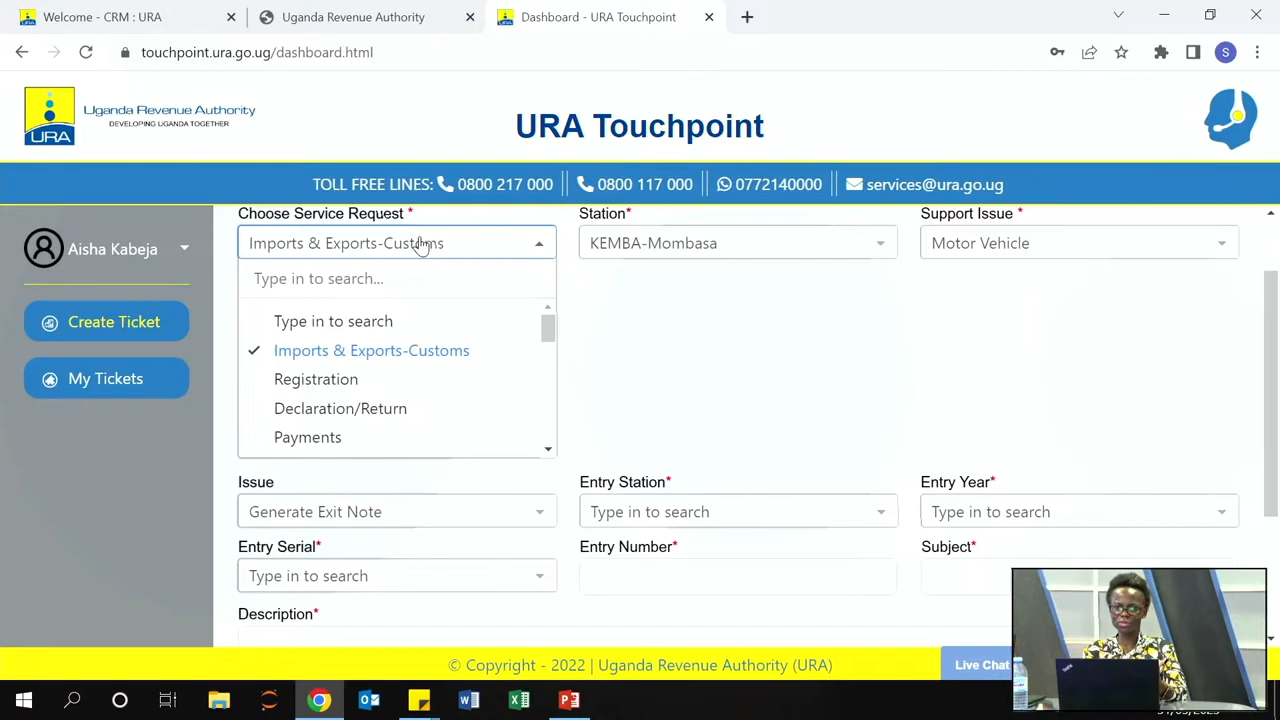 Welcome - CRM : URA
Uganda Revenue Authority
Dashboard - URA Touchpoint
touchpoint.ura.go.ug/dashboard.html
S
URA
Uganda Revenue Authority
DEVELOPING UGANDA TOGETHER
URA Touchpoint
TOLL FREE LINES: 0800 217 000 || 0800 117 000 || 0772140000 || services@ura.go.ug
Aisha Kabeja
Create Ticket
My Tickets
Choose Service Request *
Station*
Support Issue *
Imports & Exports-Customs
KEMBA-Mombasa
Motor Vehicle
Type in to search...
Type in to search
Imports & Exports-Customs
Registration
Declaration/Return
Payments
Issue
Entry Station*
Entry Year*
Generate Exit Note
Type in to search
Type in to search
Entry Serial*
Entry Number*
Subject*
Type in to search
Description*
© Copyright - 2022 | Uganda Revenue Authority (URA)
Live Chat